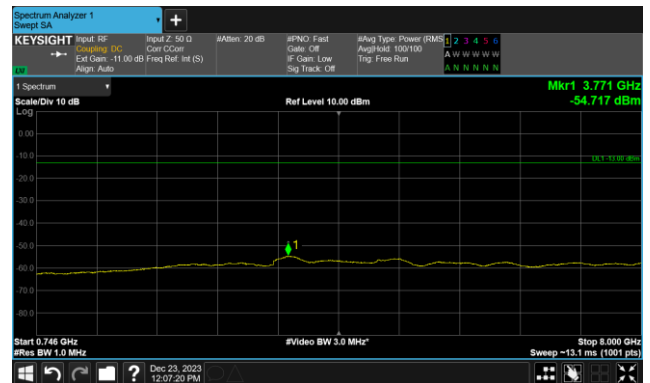 Spectrum Analyzer 1
Swept SA
+
KEYSIGHT Input: RF Input Z: 50 Ω #Atten: 20 dB #PNO: Fast #Avg Type: Power (RMS 1 2 3 4 5 6
Coupling: DC Corr CCorr Gate: Off Avg|Hold: 100/100 A W W W W W
Ext Gain: -11.00 dB Freq Ref: Int (S) IF Gain: Low Trig: Free Run
Align: Auto Sig Track: Off A N N N N N
1 Spectrum Mkr1 3.771 GHz
Scale/Div 10 dB Ref Level 10.00 dBm -54.717 dBm
Log
0.00
DL1 -13.00 dBm
-10.0
-20.0
-30.0
-40.0
1
-50.0
-60.0
-70.0
-80.0
Start 0.746 GHz #Video BW 3.0 MHz* Stop 8.000 GHz
#Res BW 1.0 MHz Sweep ~13.1 ms (1001 pts)
? Dec 23, 2023
12:07:20 PM